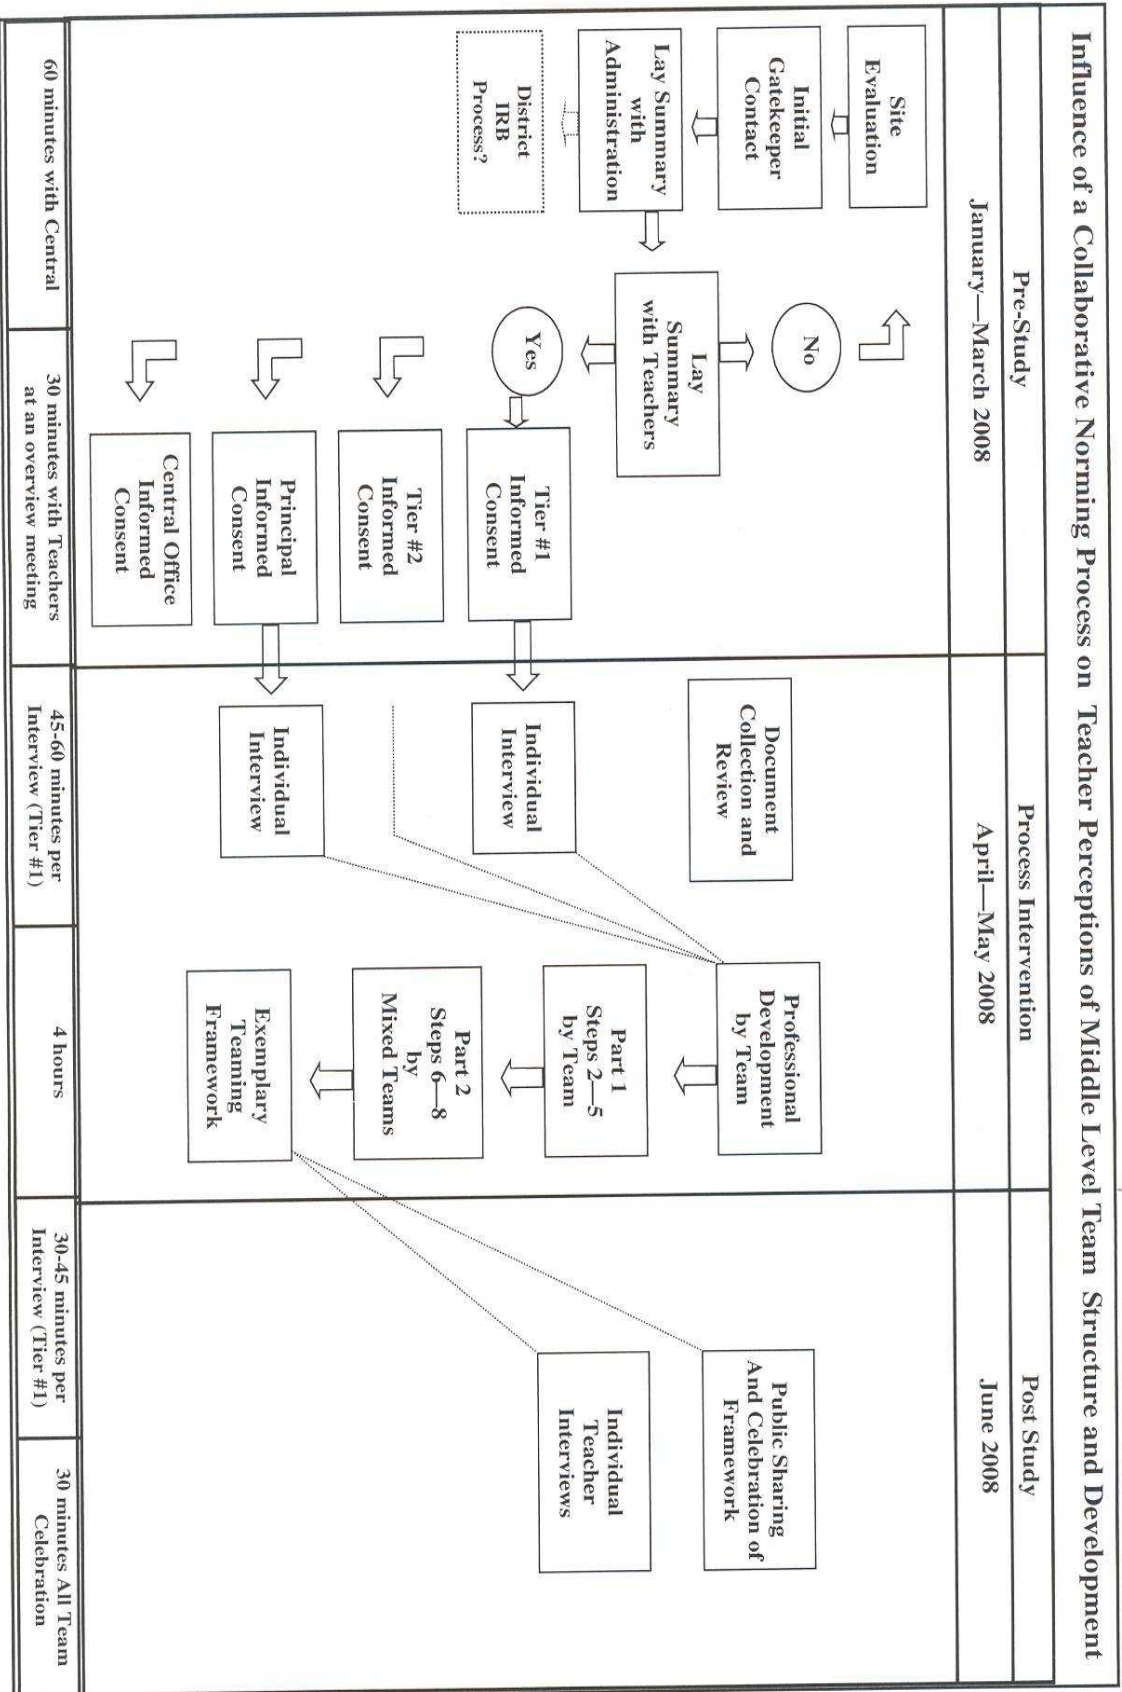 Influence of a Collaborative Norming Process on Teacher Perceptions of Middle Level Team Structure and Development
Pre-Study
Process Intervention
Post Study
January—March 2008
April—May 2008
June 2008
Site
Evaluation
Initial
Gatekeeper
Contact
Lay Summary
with
Administration
District
IRB
Process?
No
Lay
Summary
with Teachers
Yes
Tier #1
Informed
Consent
Tier #2
Informed
Consent
Principal
Informed
Consent
Central Office
Informed
Consent
Document
Collection and
Review
Individual
Interview
Individual
Interview
Professional
Development
by Team
Part 1
Steps 2—5
by Team
Part 2
Steps 6—8
by
Mixed Teams
Exemplary
Teaming
Framework
Public Sharing
And Celebration of
Framework
Individual
Teacher
Interviews
60 minutes with Central
30 minutes with Teachers
at an overview meeting
45-60 minutes per
Interview (Tier #1)
4 hours
30-45 minutes per
Interview (Tier #1)
30 minutes All Team
Celebration